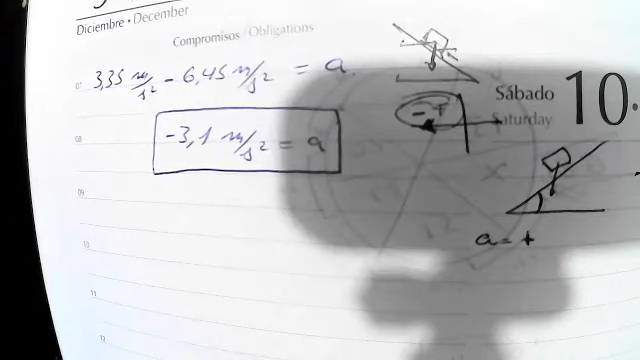 Diciembre • December
Compromisos / Obligations
07 3,35 m/s² - 6,45 m/s² = a
Sábado 10.
Saturday
08 -3,1 m/s² = a
09
a = +
10
11
12